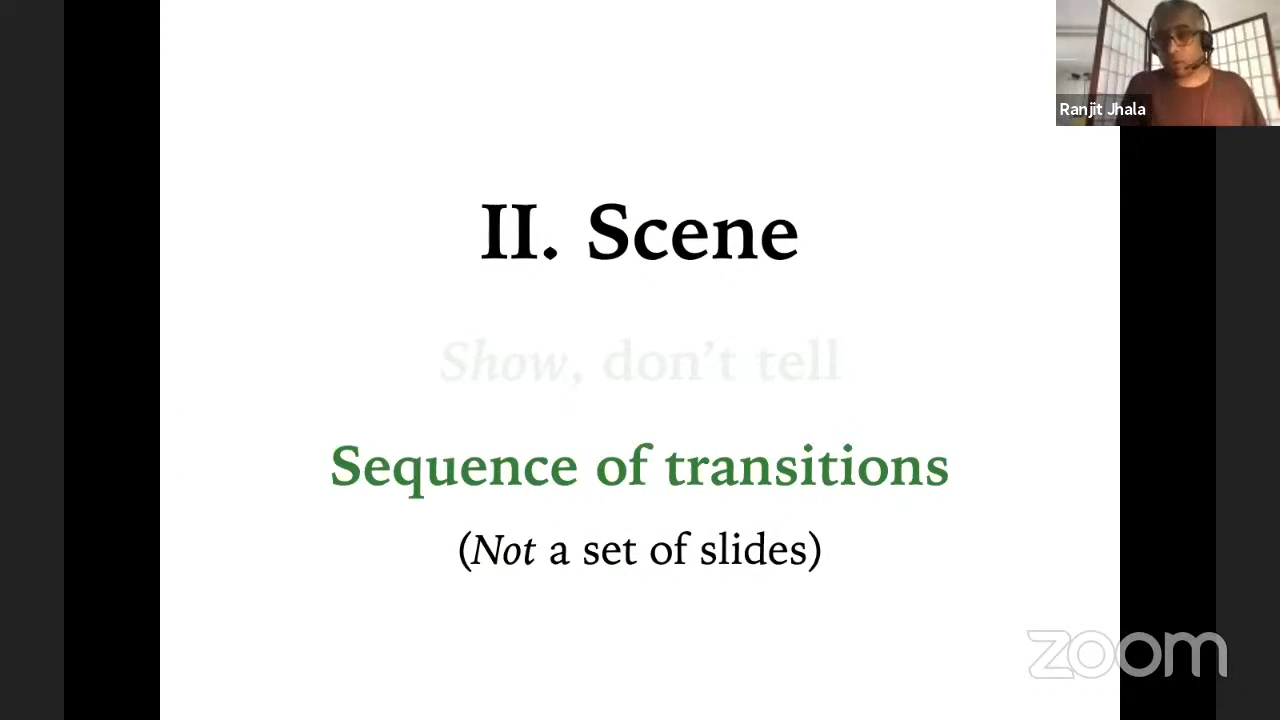 Ranjit Jhala
II. Scene
Show, don't tell
Sequence of transitions
(Not a set of slides)
zoom